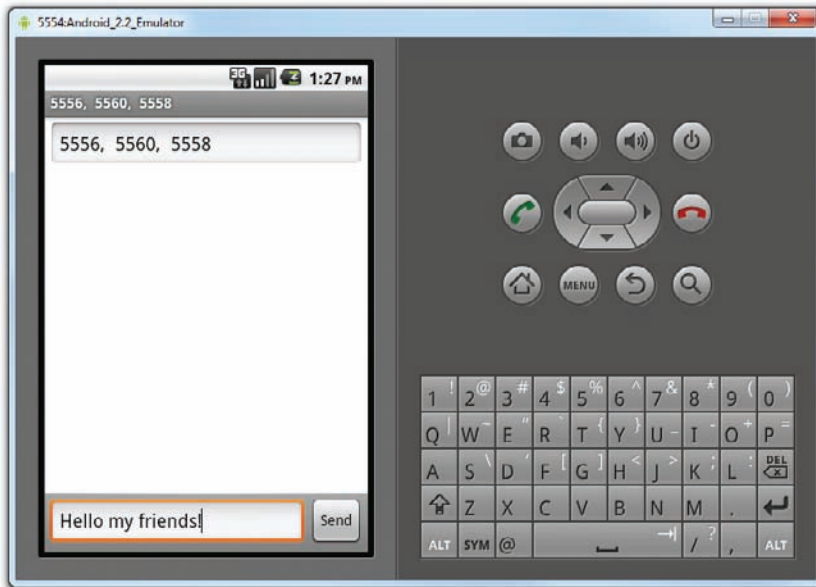 5554:Android_2.2_Emulator
3G 1:27 PM
5556, 5560, 5558
5556, 5560, 5558
Hello my friends!
Send
MENU
1 ! 2 @ 3 # 4 $ 5 % 6 ^ 7 & 8 * 9 ( 0 )
Q | W ~ E " R ` T { Y } U _ I - O + P =
A S \ D ' F [ G ] H < J > K ; L : DEL
Z X C V B N M .
ALT SYM @ / ? , ALT